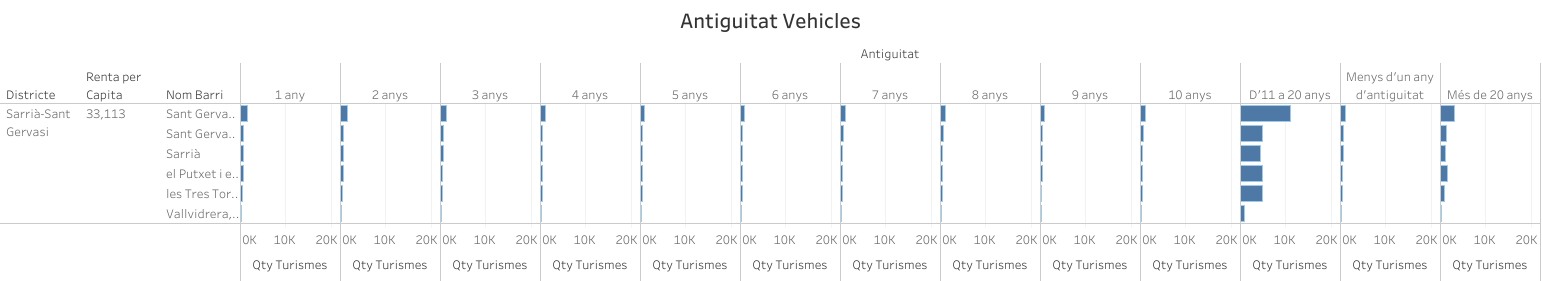 Antiguitat Vehicles
Antiguitat
Districte Renta per Capita Nom Barri 1 any 2 anys 3 anys 4 anys 5 anys 6 anys 7 anys 8 anys 9 anys 10 anys D'11 a 20 anys Menys d'un any d'antiguitat Més de 20 anys
Sarrià-Sant Gervasi 33,113 Sant Gerva..
Sant Gerva..
Sarrià
el Putxet i e..
les Tres Tor..
Vallvidrera,..
0K 10K 20K 0K 10K 20K 0K 10K 20K 0K 10K 20K 0K 10K 20K 0K 10K 20K 0K 10K 20K 0K 10K 20K 0K 10K 20K 0K 10K 20K 0K 10K 20K 0K 10K 20K 0K 10K 20K
Qty Turismes Qty Turismes Qty Turismes Qty Turismes Qty Turismes Qty Turismes Qty Turismes Qty Turismes Qty Turismes Qty Turismes Qty Turismes Qty Turismes Qty Turismes